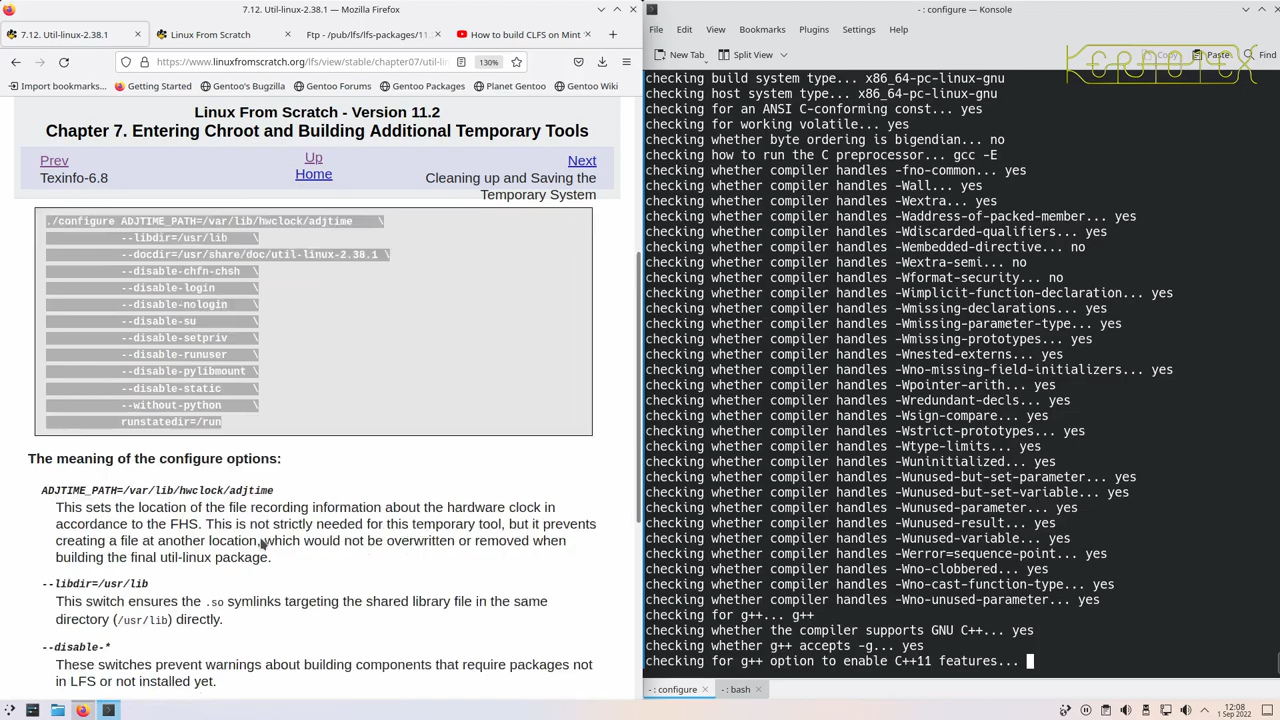 7.12. Util-linux-2.38.1 — Mozilla Firefox
7.12. Util-linux-2.38.1
Linux From Scratch
Ftp - /pub/lfs/lfs-packages/11.
How to build CLFS on Mint
https://www.linuxfromscratch.org/lfs/view/stable/chapter07/util-lin
130%
Import bookmarks...
Getting Started
Gentoo's Bugzilla
Gentoo Forums
Gentoo Packages
Planet Gentoo
Gentoo Wiki
Linux From Scratch - Version 11.2
Chapter 7. Entering Chroot and Building Additional Temporary Tools
Prev
Up
Next
Texinfo-6.8
Home
Cleaning up and Saving the
Temporary System
./configure ADJTIME_PATH=/var/lib/hwclock/adjtime \
--libdir=/usr/lib \
--docdir=/usr/share/doc/util-linux-2.38.1 \
--disable-chfn-chsh \
--disable-login \
--disable-nologin \
--disable-su \
--disable-setpriv \
--disable-runuser \
--disable-pylibmount \
--disable-static \
--without-python \
runstatedir=/run
The meaning of the configure options:
ADJTIME_PATH=/var/lib/hwclock/adjtime
This sets the location of the file recording information about the hardware clock in
accordance to the FHS. This is not strictly needed for this temporary tool, but it prevents
creating a file at another location, which would not be overwritten or removed when
building the final util-linux package.
--libdir=/usr/lib
This switch ensures the .so symlinks targeting the shared library file in the same
directory (/usr/lib) directly.
--disable-*
These switches prevent warnings about building components that require packages not
in LFS or not installed yet.
- : configure — Konsole
File Edit View Bookmarks Plugins Settings Help
New Tab
Split View
Copy
Paste
Find
KERNOTEX
checking build system type... x86_64-pc-linux-gnu
checking host system type... x86_64-pc-linux-gnu
checking for an ANSI C-conforming const... yes
checking for working volatile... yes
checking whether byte ordering is bigendian... no
checking how to run the C preprocessor... gcc -E
checking whether compiler handles -fno-common... yes
checking whether compiler handles -Wall... yes
checking whether compiler handles -Wextra... yes
checking whether compiler handles -Waddress-of-packed-member... yes
checking whether compiler handles -Wdiscarded-qualifiers... yes
checking whether compiler handles -Wembedded-directive... no
checking whether compiler handles -Wextra-semi... no
checking whether compiler handles -Wformat-security... no
checking whether compiler handles -Wimplicit-function-declaration... yes
checking whether compiler handles -Wmissing-declarations... yes
checking whether compiler handles -Wmissing-parameter-type... yes
checking whether compiler handles -Wmissing-prototypes... yes
checking whether compiler handles -Wnested-externs... yes
checking whether compiler handles -Wno-missing-field-initializers... yes
checking whether compiler handles -Wpointer-arith... yes
checking whether compiler handles -Wredundant-decls... yes
checking whether compiler handles -Wsign-compare... yes
checking whether compiler handles -Wstrict-prototypes... yes
checking whether compiler handles -Wtype-limits... yes
checking whether compiler handles -Wuninitialized... yes
checking whether compiler handles -Wunused-but-set-parameter... yes
checking whether compiler handles -Wunused-but-set-variable... yes
checking whether compiler handles -Wunused-parameter... yes
checking whether compiler handles -Wunused-result... yes
checking whether compiler handles -Wunused-variable... yes
checking whether compiler handles -Werror=sequence-point... yes
checking whether compiler handles -Wno-clobbered... yes
checking whether compiler handles -Wno-cast-function-type... yes
checking whether compiler handles -Wno-unused-parameter... yes
checking for g++... g++
checking whether the compiler supports GNU C++... yes
checking whether g++ accepts -g... yes
checking for g++ option to enable C++11 features...
- : configure
- : bash
12:08
1 Sep 2022